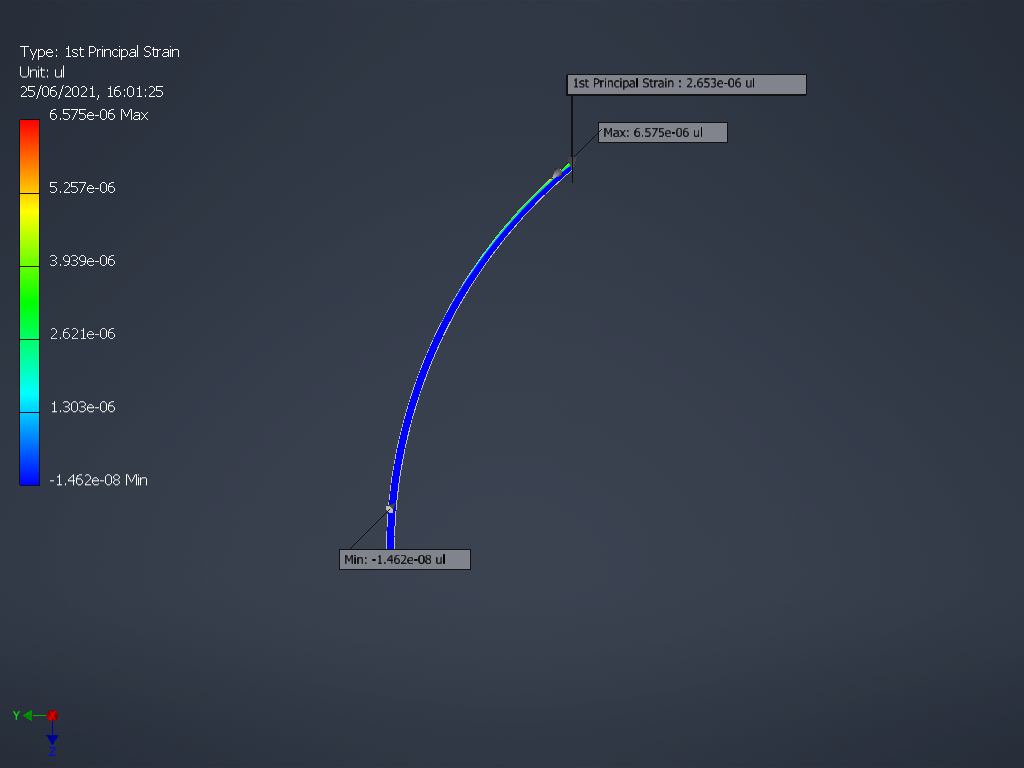 Type: 1st Principal Strain
Unit: ul
25/06/2021, 16:01:25
6.575e-06 Max
5.257e-06
3.939e-06
2.621e-06
1.303e-06
-1.462e-08 Min
1st Principal Strain : 2.653e-06 ul
Max: 6.575e-06 ul
Min: -1.462e-08 ul
Y X
Z